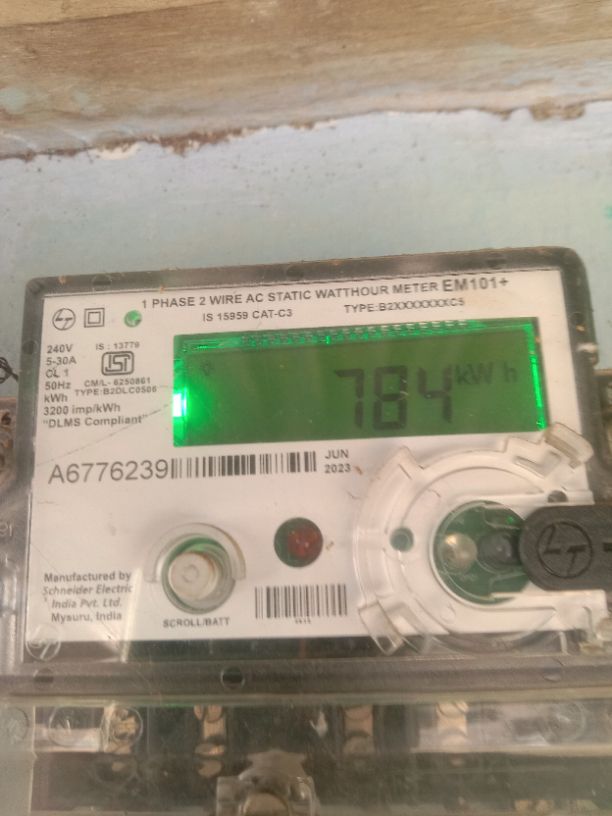 1 PHASE 2 WIRE AC STATIC WATTHOUR METER EM101+
IS 15959 CAT-C3 TYPE:B2XXXXXXXC5
240V
5-30A
CL 1
50Hz
kWh
3200 imp/kWh
"DLMS Compliant"
IS : 13779
ISI
CM/L- 6250861
TYPE:B2DLC0506
784 kWh
A6776239
JUN
2023
Manufactured by
Schneider Electric
India Pvt. Ltd.
Mysuru, India
SCROLL/BATT
LT